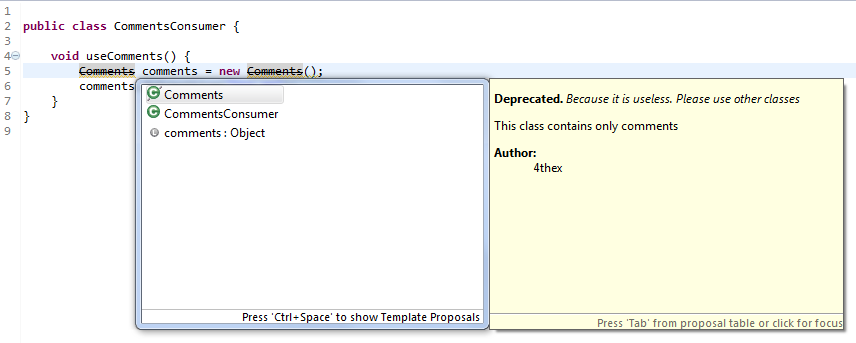 1
2 public class CommentsConsumer {
3
4 void useComments() {
5 Comments comments = new Comments();
6 comments
7 }
8 }
9
Comments
CommentsConsumer
comments : Object
Press 'Ctrl+Space' to show Template Proposals
Deprecated. Because it is useless. Please use other classes
This class contains only comments
Author:
4thex
Press 'Tab' from proposal table or click for focus